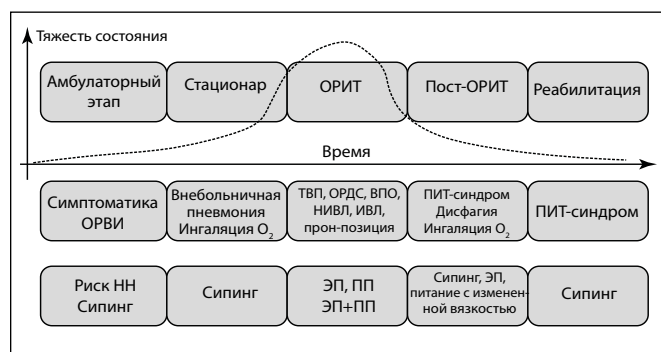 Тяжесть состояния
Амбулаторный
этап
Стационар
ОРИТ
Пост-ОРИТ
Реабилитация
Время
Симптоматика
ОРВИ
Внебольничная
пневмония
Ингаляция O₂
ТВП, ОРДС, ВПО,
НИВЛ, ИВЛ,
прон-позиция
ПИТ-синдром
Дисфагия
Ингаляция O₂
ПИТ-синдром
Риск НН
Сипинг
Сипинг
ЭП, ПП
ЭП+ПП
Сипинг, ЭП,
питание с изменен-
ной вязкостью
Сипинг